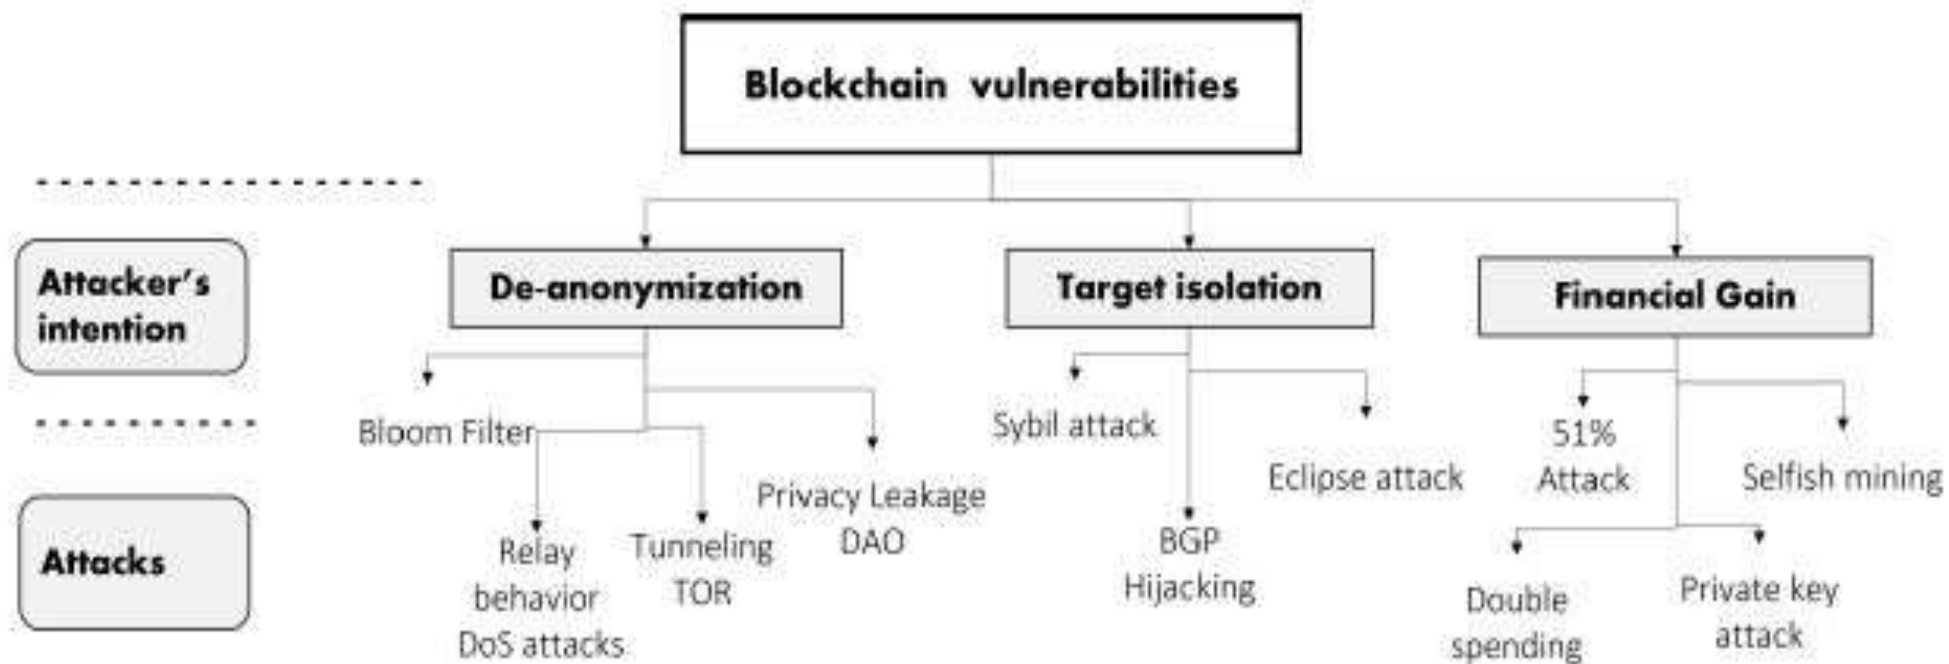 Blockchain vulnerabilities
Attacker's
intention
De-anonymization
Target isolation
Financial Gain
Bloom Filter
Relay
behavior
DoS attacks
Tunneling
TOR
Privacy Leakage
DAO
Sybil attack
BGP
Hijacking
Eclipse attack
51%
Attack
Selfish mining
Double
spending
Private key
attack
Attacks